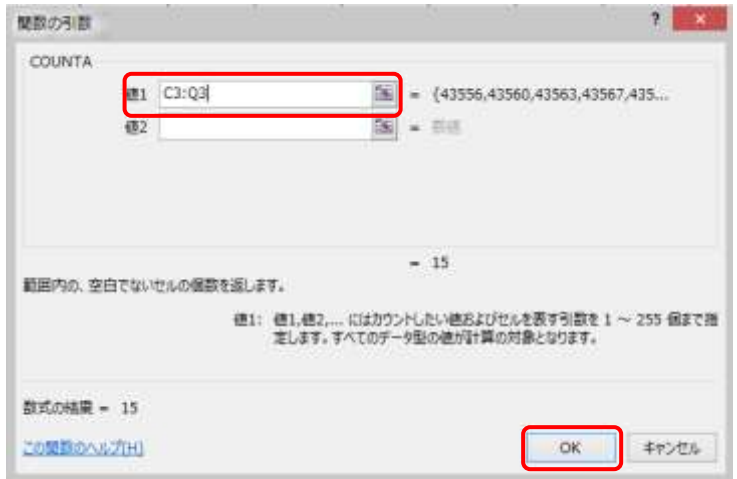 関数の引数 ?
COUNTA
値1 C3:Q3 = {43556,43560,43563,43567,435...
値2 = 数値
= 15
範囲内の、空白でないセルの個数を返します。
値1: 値1,値2,... にはカウントしたい値およびセルを表す引数を 1 ～ 255 個まで指
定します。すべてのデータ型の値が計算の対象となります。
数式の結果 = 15
この関数のヘルプ(H) OK キャンセル